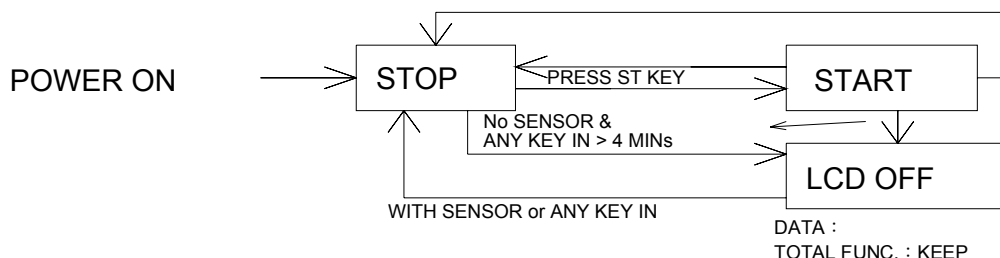 POWER ON
STOP
PRESS ST KEY
START
No SENSOR &
ANY KEY IN > 4 MINs
LCD OFF
WITH SENSOR or ANY KEY IN
DATA：
TOTAL FUNC.：KEEP